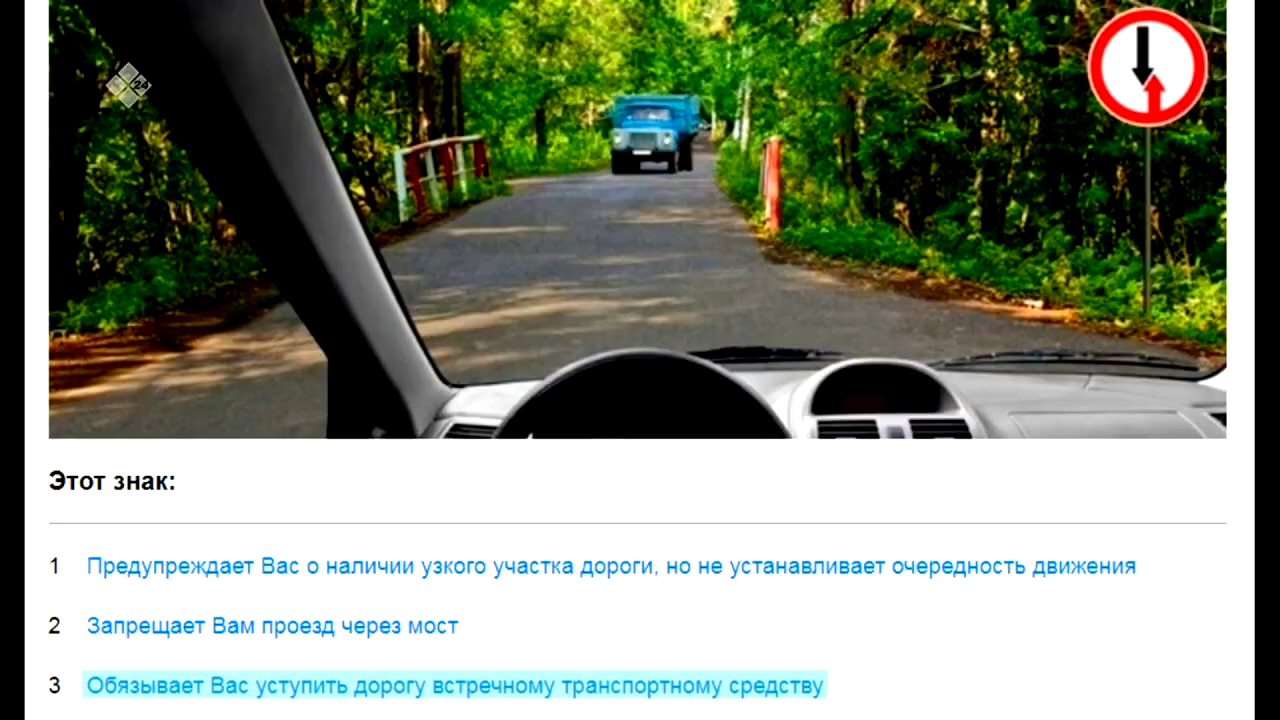 24
Этот знак:
1 Предупреждает Вас о наличии узкого участка дороги, но не устанавливает очередность движения
2 Запрещает Вам проезд через мост
3 Обязывает Вас уступить дорогу встречному транспортному средству